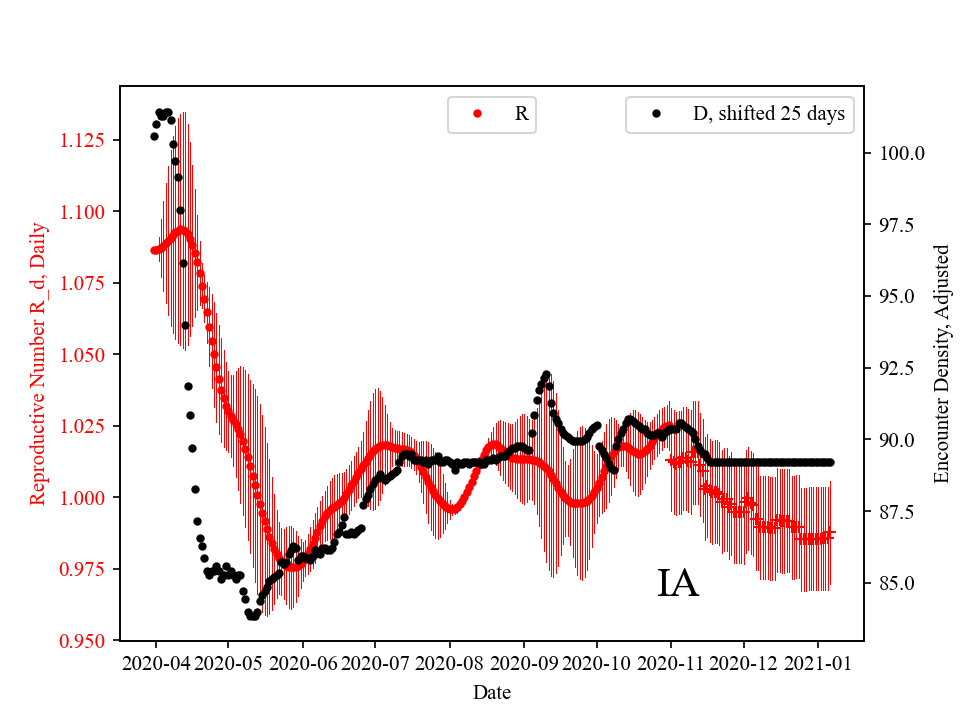 R
D, shifted 25 days
1.125
1.100
1.075
1.050
1.025
1.000
0.975
0.950
Reproductive Number R_d, Daily
100.0
97.5
95.0
92.5
90.0
87.5
85.0
Encounter Density, Adjusted
IA
2020-04 2020-05 2020-06 2020-07 2020-08 2020-09 2020-10 2020-11 2020-12 2021-01
Date